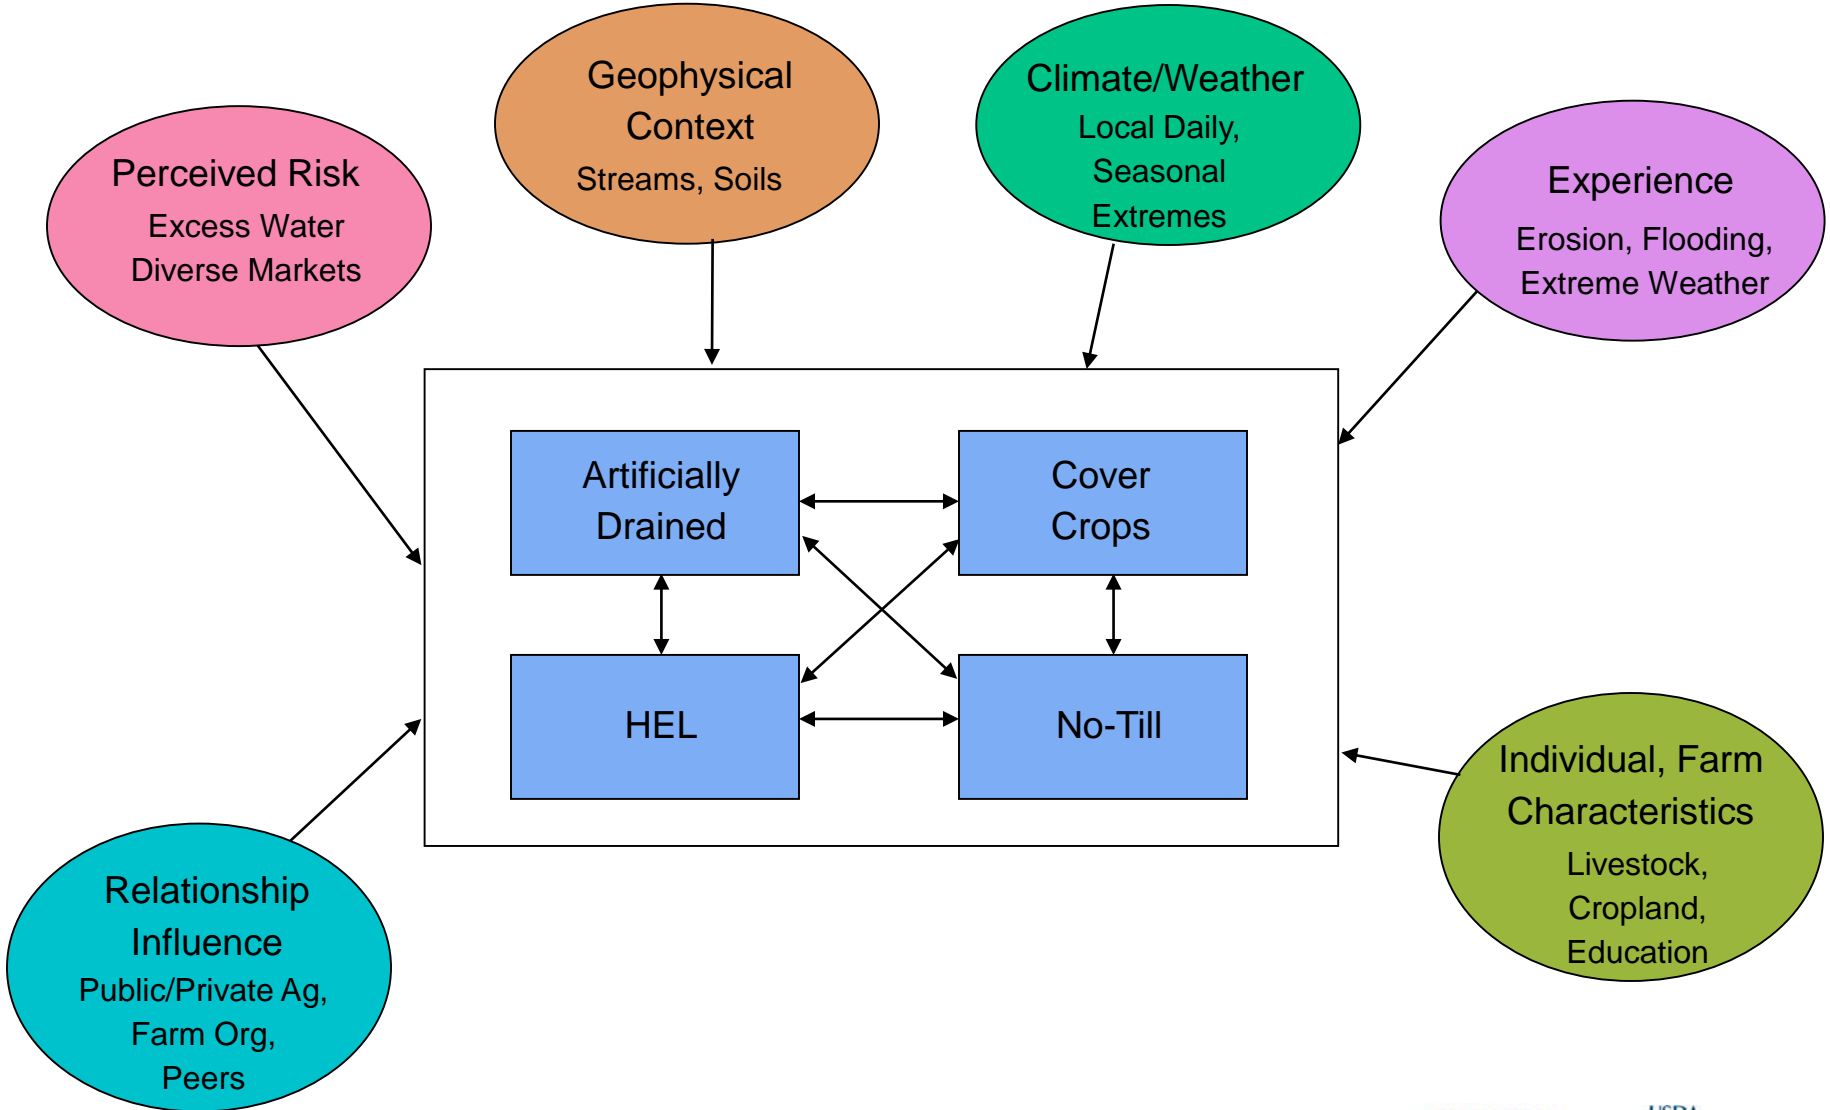 Geophysical
Context
Streams, Soils
Climate/Weather
Local Daily,
Seasonal
Extremes
Perceived Risk
Excess Water
Diverse Markets
Experience
Erosion, Flooding,
Extreme Weather
Artificially
Drained
Cover
Crops
HEL
No-Till
Individual, Farm
Characteristics
Livestock,
Cropland,
Education
Relationship
Influence
Public/Private Ag,
Farm Org,
Peers
USDA